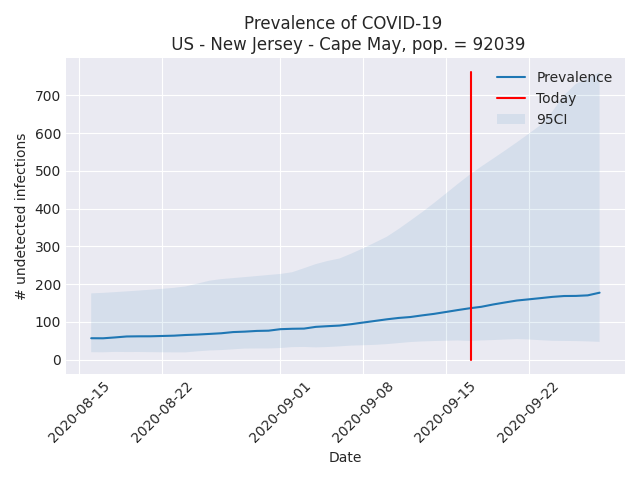 Prevalence of COVID-19
US - New Jersey - Cape May, pop. = 92039
Prevalence
Today
95CI
700
600
500
400
300
200
100
0
# undetected infections
2020-08-15
2020-08-22
2020-09-01
2020-09-08
2020-09-15
2020-09-22
Date